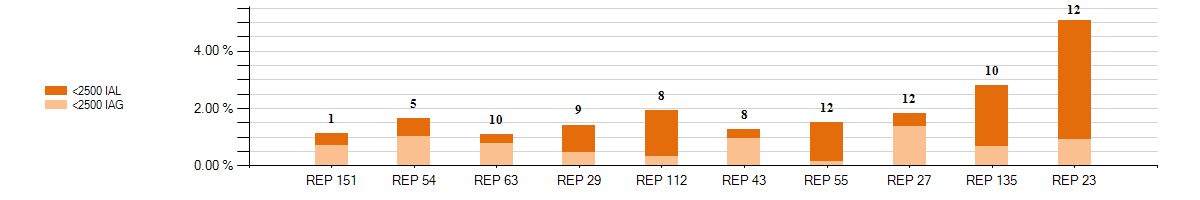 12
4.00 %
10
<2500 IAL
<2500 IAG
2.00 %
1
5
10
9
8
8
12
12
0.00 %
REP 151
REP 54
REP 63
REP 29
REP 112
REP 43
REP 55
REP 27
REP 135
REP 23